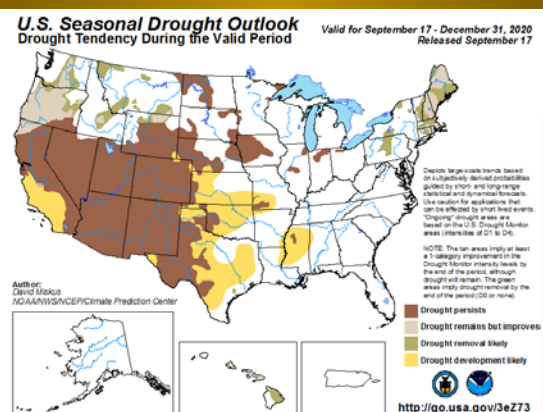 U.S. Seasonal Drought Outlook
Drought Tendency During the Valid Period
Valid for September 17 - December 31, 2020
Released September 17
Depicts large-scale trends based
on subjectively derived probabilities
guided by short- and long-range
statistical and dynamical forecasts.
Use caution for applications that
can be affected by short lived events.
"Ongoing" drought areas are
based on the U.S. Drought Monitor
areas (intensities of D1 to D4).
NOTE: The tan areas imply at least
a 1-category improvement in the
Drought Monitor intensity levels by
the end of the period, although
drought will remain. The green
areas imply drought removal by the
end of the period (D0 or none).
Author:
David Miskus
NOAA/NWS/NCEP/Climate Prediction Center
Drought persists
Drought remains but improves
Drought removal likely
Drought development likely
http://go.usa.gov/3eZ73